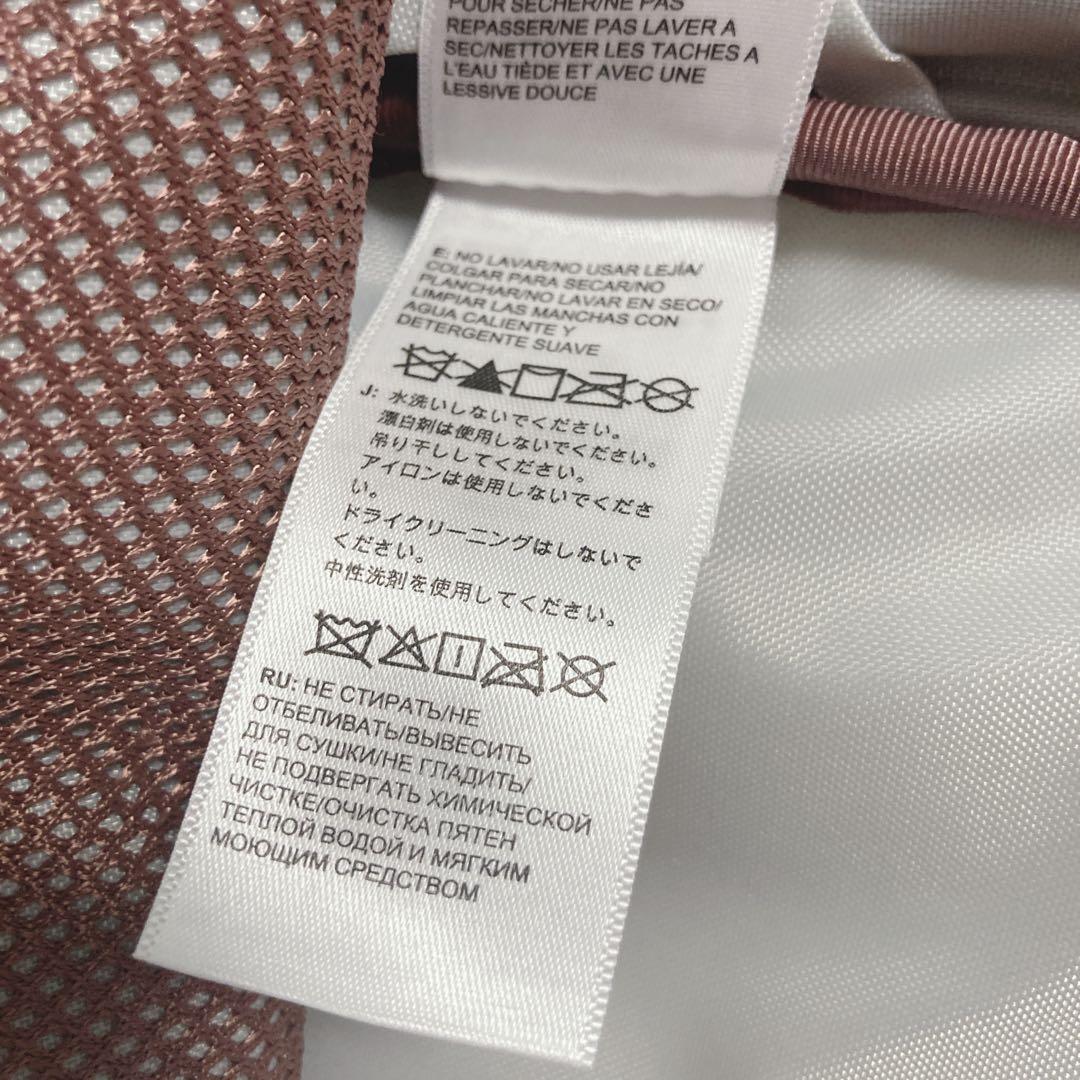 POUR SÉCHER/NE PAS
REPASSER/NE PAS LAVER A
SEC/NETTOYER LES TACHES A
L'EAU TIÈDE ET AVEC UNE
LESSIVE DOUCE
E: NO LAVAR/NO USAR LEJÍA/
COLGAR PARA SECAR/NO
PLANCHAR/NO LAVAR EN SECO/
LIMPIAR LAS MANCHAS CON
AGUA CALIENTE Y
DETERGENTE SUAVE
J: 水洗いしないでください。
漂白剤は使用しないでください。
吊り干ししてください。
アイロンは使用しないでくださ
い。
ドライクリーニングはしないで
ください。
中性洗剤を使用してください。
RU: НЕ СТИРАТЬ/НЕ
ОТБЕЛИВАТЬ/ВЫВЕСИТЬ
ДЛЯ СУШКИ/НЕ ГЛАДИТЬ/
НЕ ПОДВЕРГАТЬ ХИМИЧЕСКОЙ
ЧИСТКЕ/ОЧИСТКА ПЯТЕН
ТЕПЛОЙ ВОДОЙ И МЯГКИМ
МОЮЩИМ СРЕДСТВОМ